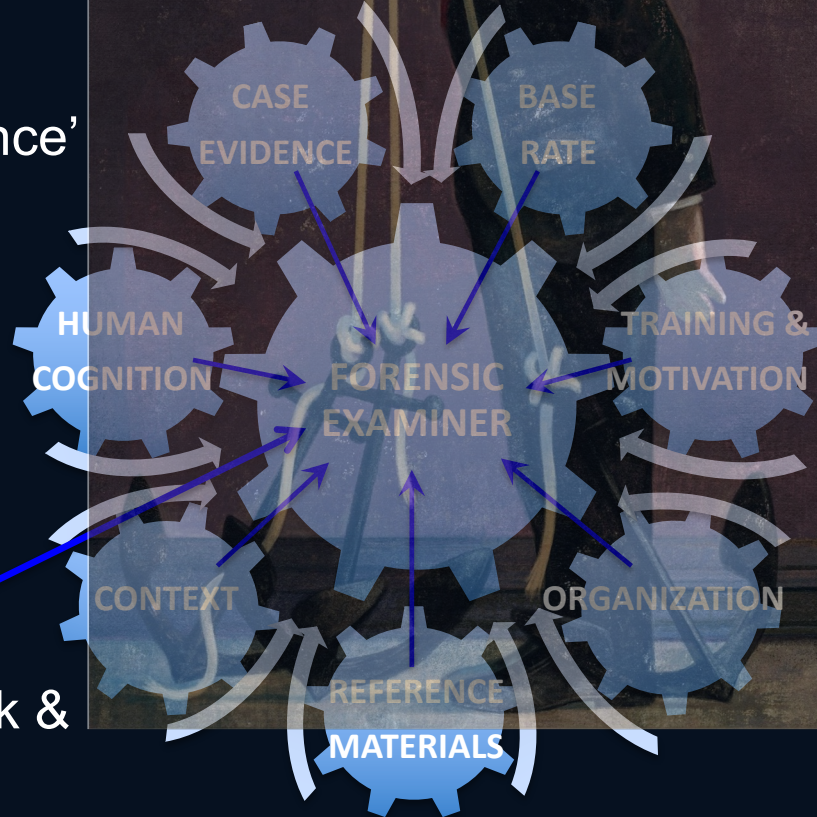 CASE
EVIDENCE
BASE
RATE
nce’
HUMAN
COGNITION
TRAINING &
MOTIVATION
FORENSIC
EXAMINER
CONTEXT
ORGANIZATION
REFERENCE
MATERIALS
k &